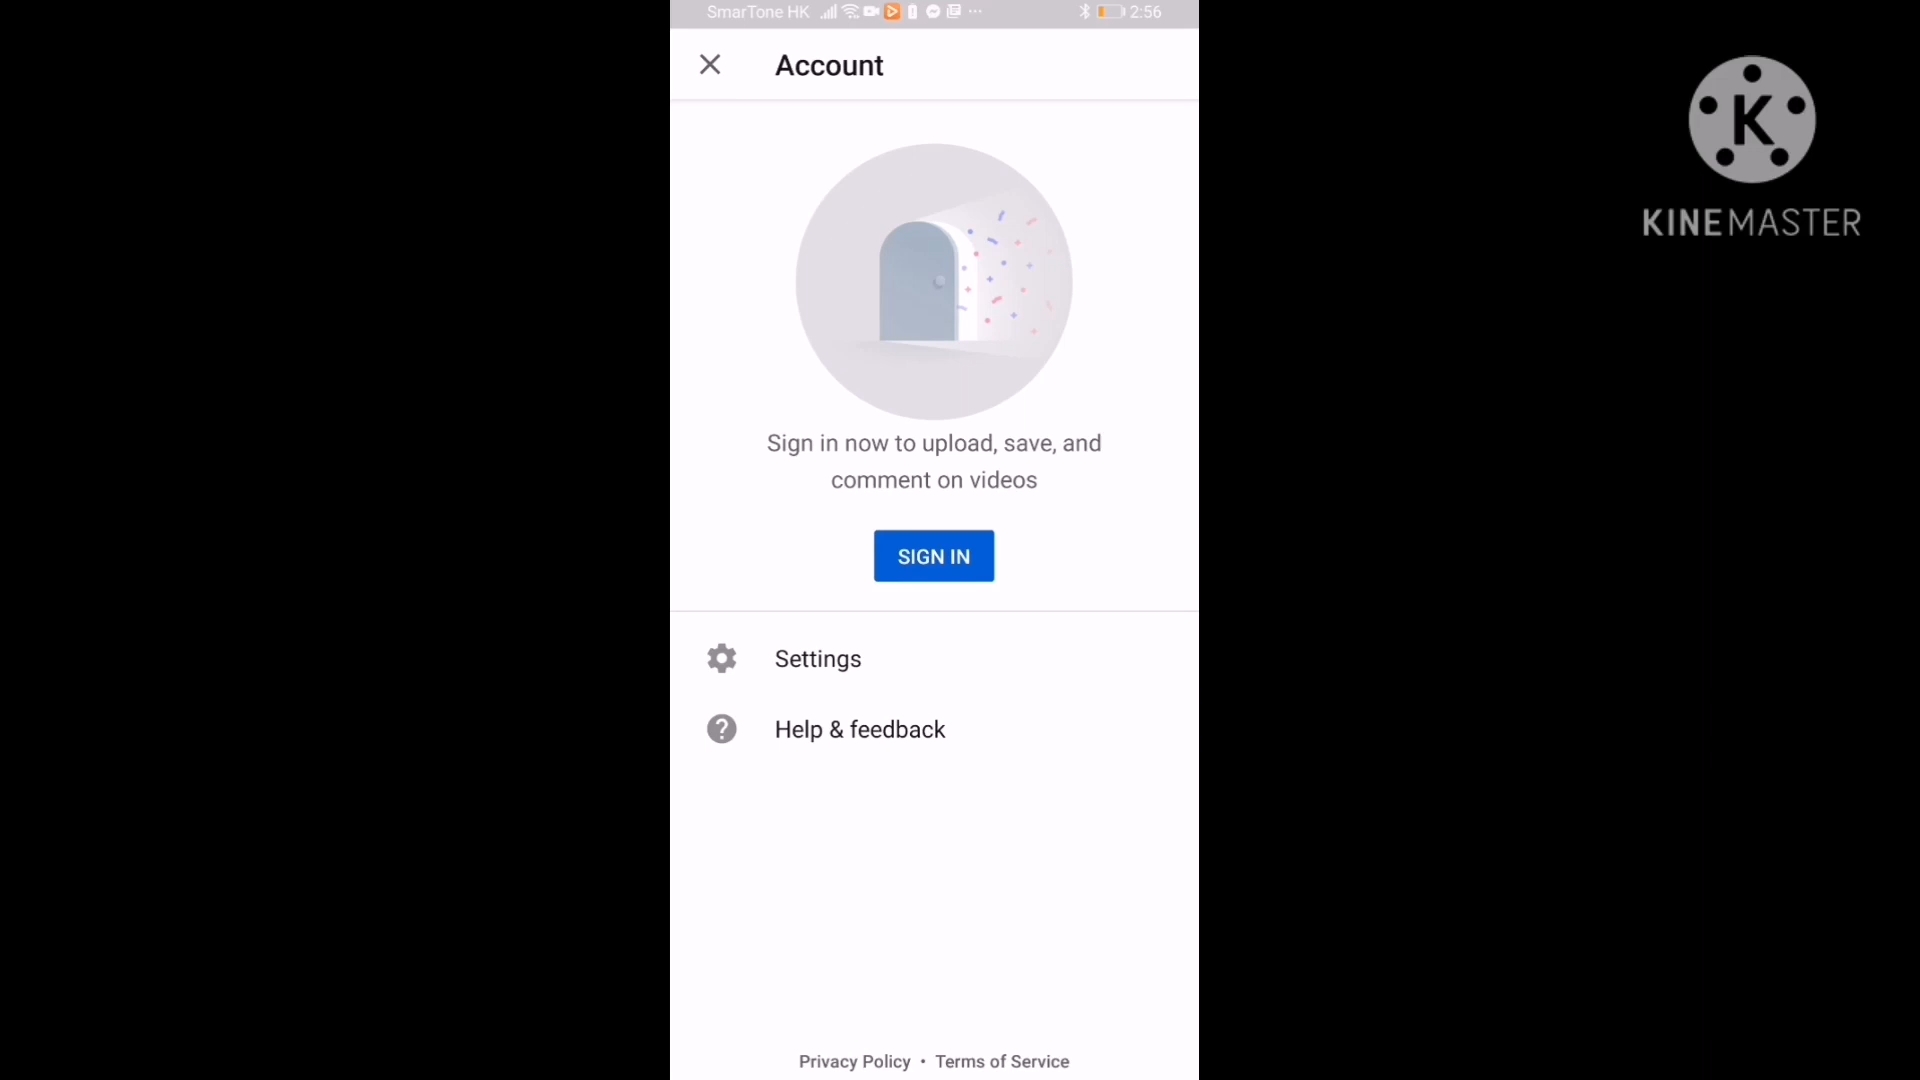 SmarTone HK
2:56
Account
Sign in now to upload, save, and
comment on videos
SIGN IN
Settings
Help & feedback
Privacy Policy • Terms of Service
K
KINEMASTER